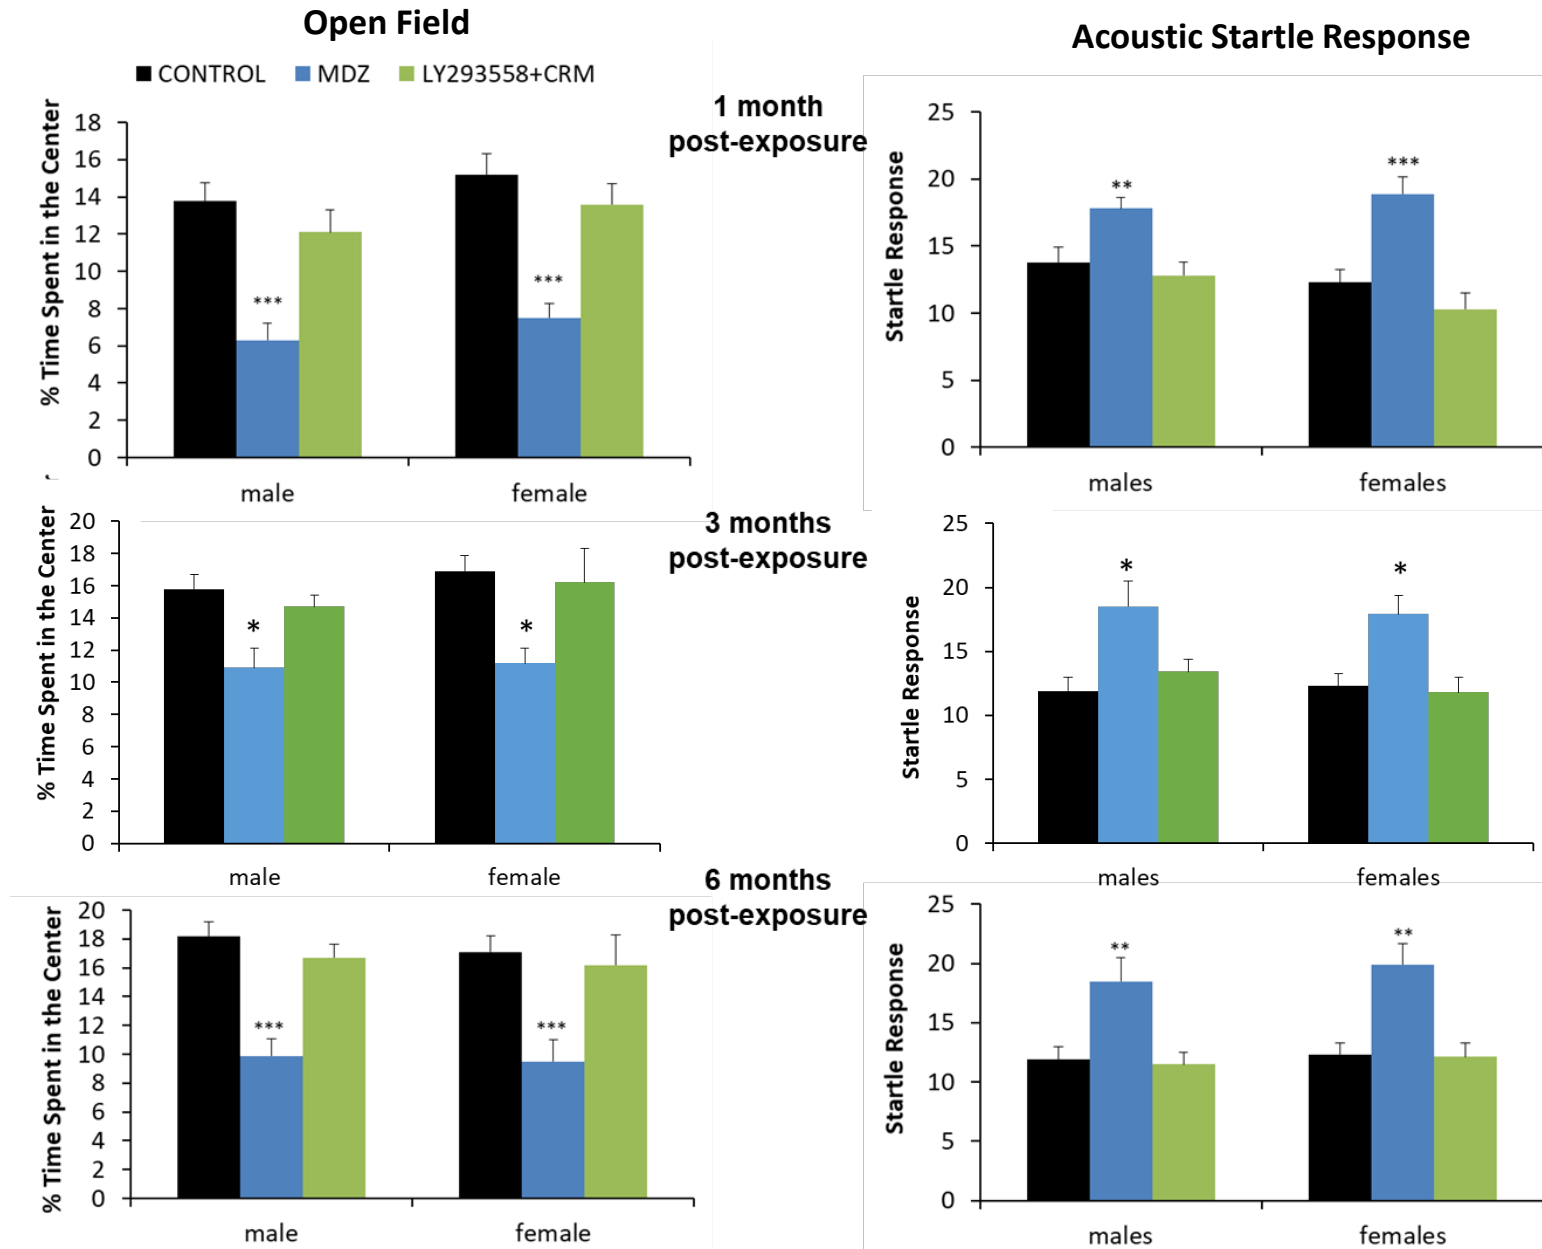 Open Field
Acoustic Startle Response
CONTROL MDZ LY293558+CRM
1 month
post-exposure
% Time Spent in the Center
18
16
14
12
10
8
6
4
2
0
***
***
male female
Startle Response
25
20
15
10
5
0
**
***
males females
3 months
post-exposure
% Time Spent in the Center
20
18
16
14
12
10
8
6
4
2
0
*
*
male female
Startle Response
25
20
15
10
5
0
*
*
males females
6 months
post-exposure
% Time Spent in the Center
20
18
16
14
12
10
8
6
4
2
0
***
***
male female
Startle Response
25
20
15
10
5
0
**
**
males females